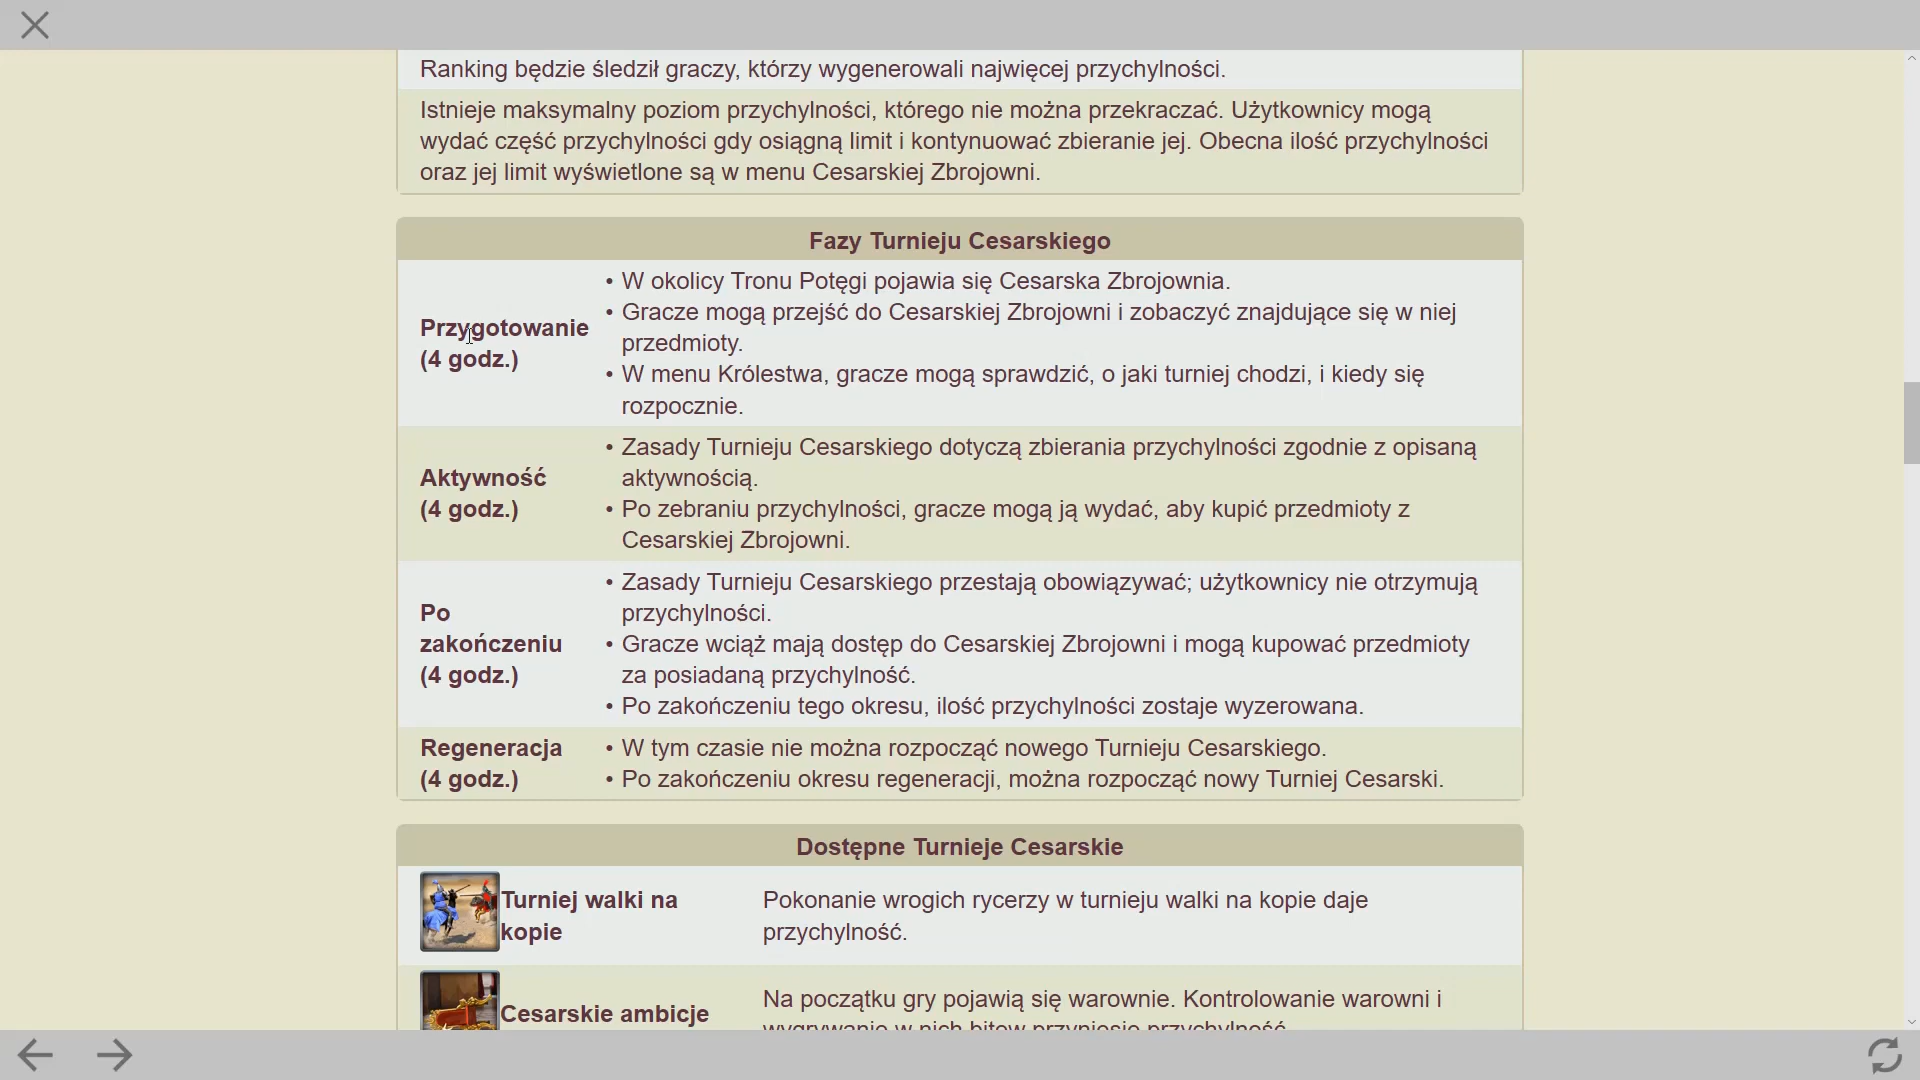 Ranking będzie śledził graczy, którzy wygenerowali najwięcej przychylności.
Istnieje maksymalny poziom przychylności, którego nie można przekraczać. Użytkownicy mogą
wydać część przychylności gdy osiągną limit i kontynuować zbieranie jej. Obecna ilość przychylności
oraz jej limit wyświetlone są w menu Cesarskiej Zbrojowni.
Fazy Turnieju Cesarskiego
Przygotowanie
(4 godz.)
• W okolicy Tronu Potęgi pojawia się Cesarska Zbrojownia.
• Gracze mogą przejść do Cesarskiej Zbrojowni i zobaczyć znajdujące się w niej
przedmioty.
• W menu Królestwa, gracze mogą sprawdzić, o jaki turniej chodzi, i kiedy się
rozpocznie.
Aktywność
(4 godz.)
• Zasady Turnieju Cesarskiego dotyczą zbierania przychylności zgodnie z opisaną
aktywnością.
• Po zebraniu przychylności, gracze mogą ją wydać, aby kupić przedmioty z
Cesarskiej Zbrojowni.
Po
zakończeniu
(4 godz.)
• Zasady Turnieju Cesarskiego przestają obowiązywać; użytkownicy nie otrzymują
przychylności.
• Gracze wciąż mają dostęp do Cesarskiej Zbrojowni i mogą kupować przedmioty
za posiadaną przychylność.
• Po zakończeniu tego okresu, ilość przychylności zostaje wyzerowana.
Regeneracja
(4 godz.)
• W tym czasie nie można rozpocząć nowego Turnieju Cesarskiego.
• Po zakończeniu okresu regeneracji, można rozpocząć nowy Turniej Cesarski.
Dostępne Turnieje Cesarskie
Turniej walki na
kopie
Pokonanie wrogich rycerzy w turnieju walki na kopie daje
przychylność.
Cesarskie ambicje
Na początku gry pojawią się warownie. Kontrolowanie warowni i
wygrywanie w nich bitew przyniesie przychylność.